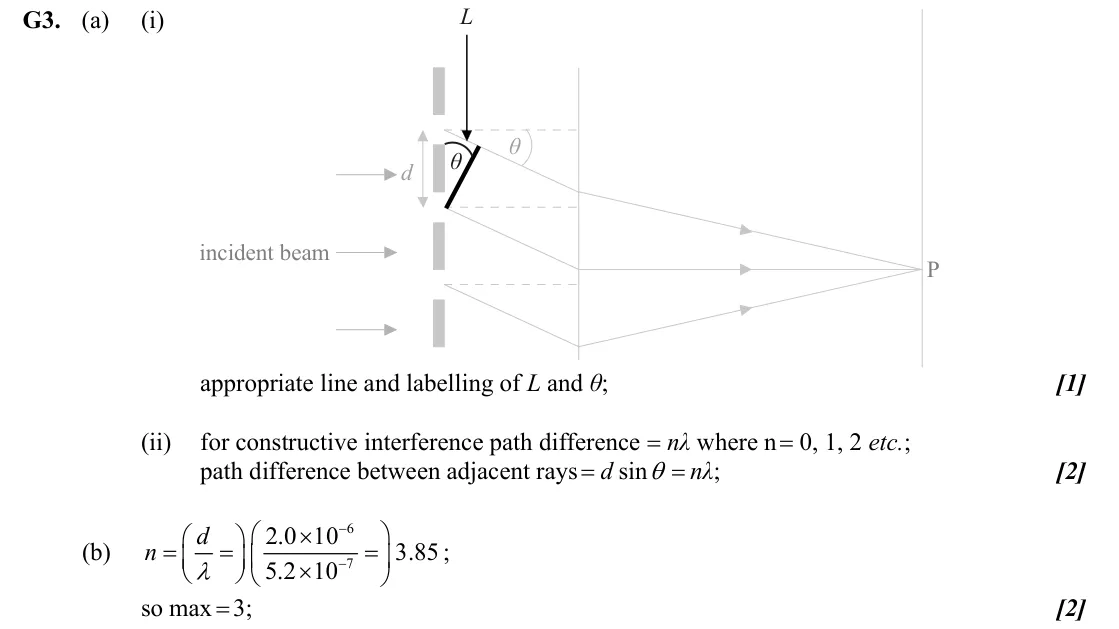 G3. (a) (i)
L
θ
θ
d
incident beam
P
appropriate line and labelling of L and θ; [1]
(ii) for constructive interference path difference = nλ where n = 0, 1, 2 etc.;
path difference between adjacent rays = d sin θ = nλ; [2]
(b) n = (d/λ =)(2.0×10⁻⁶/5.2×10⁻⁷ =) 3.85;
so max = 3; [2]